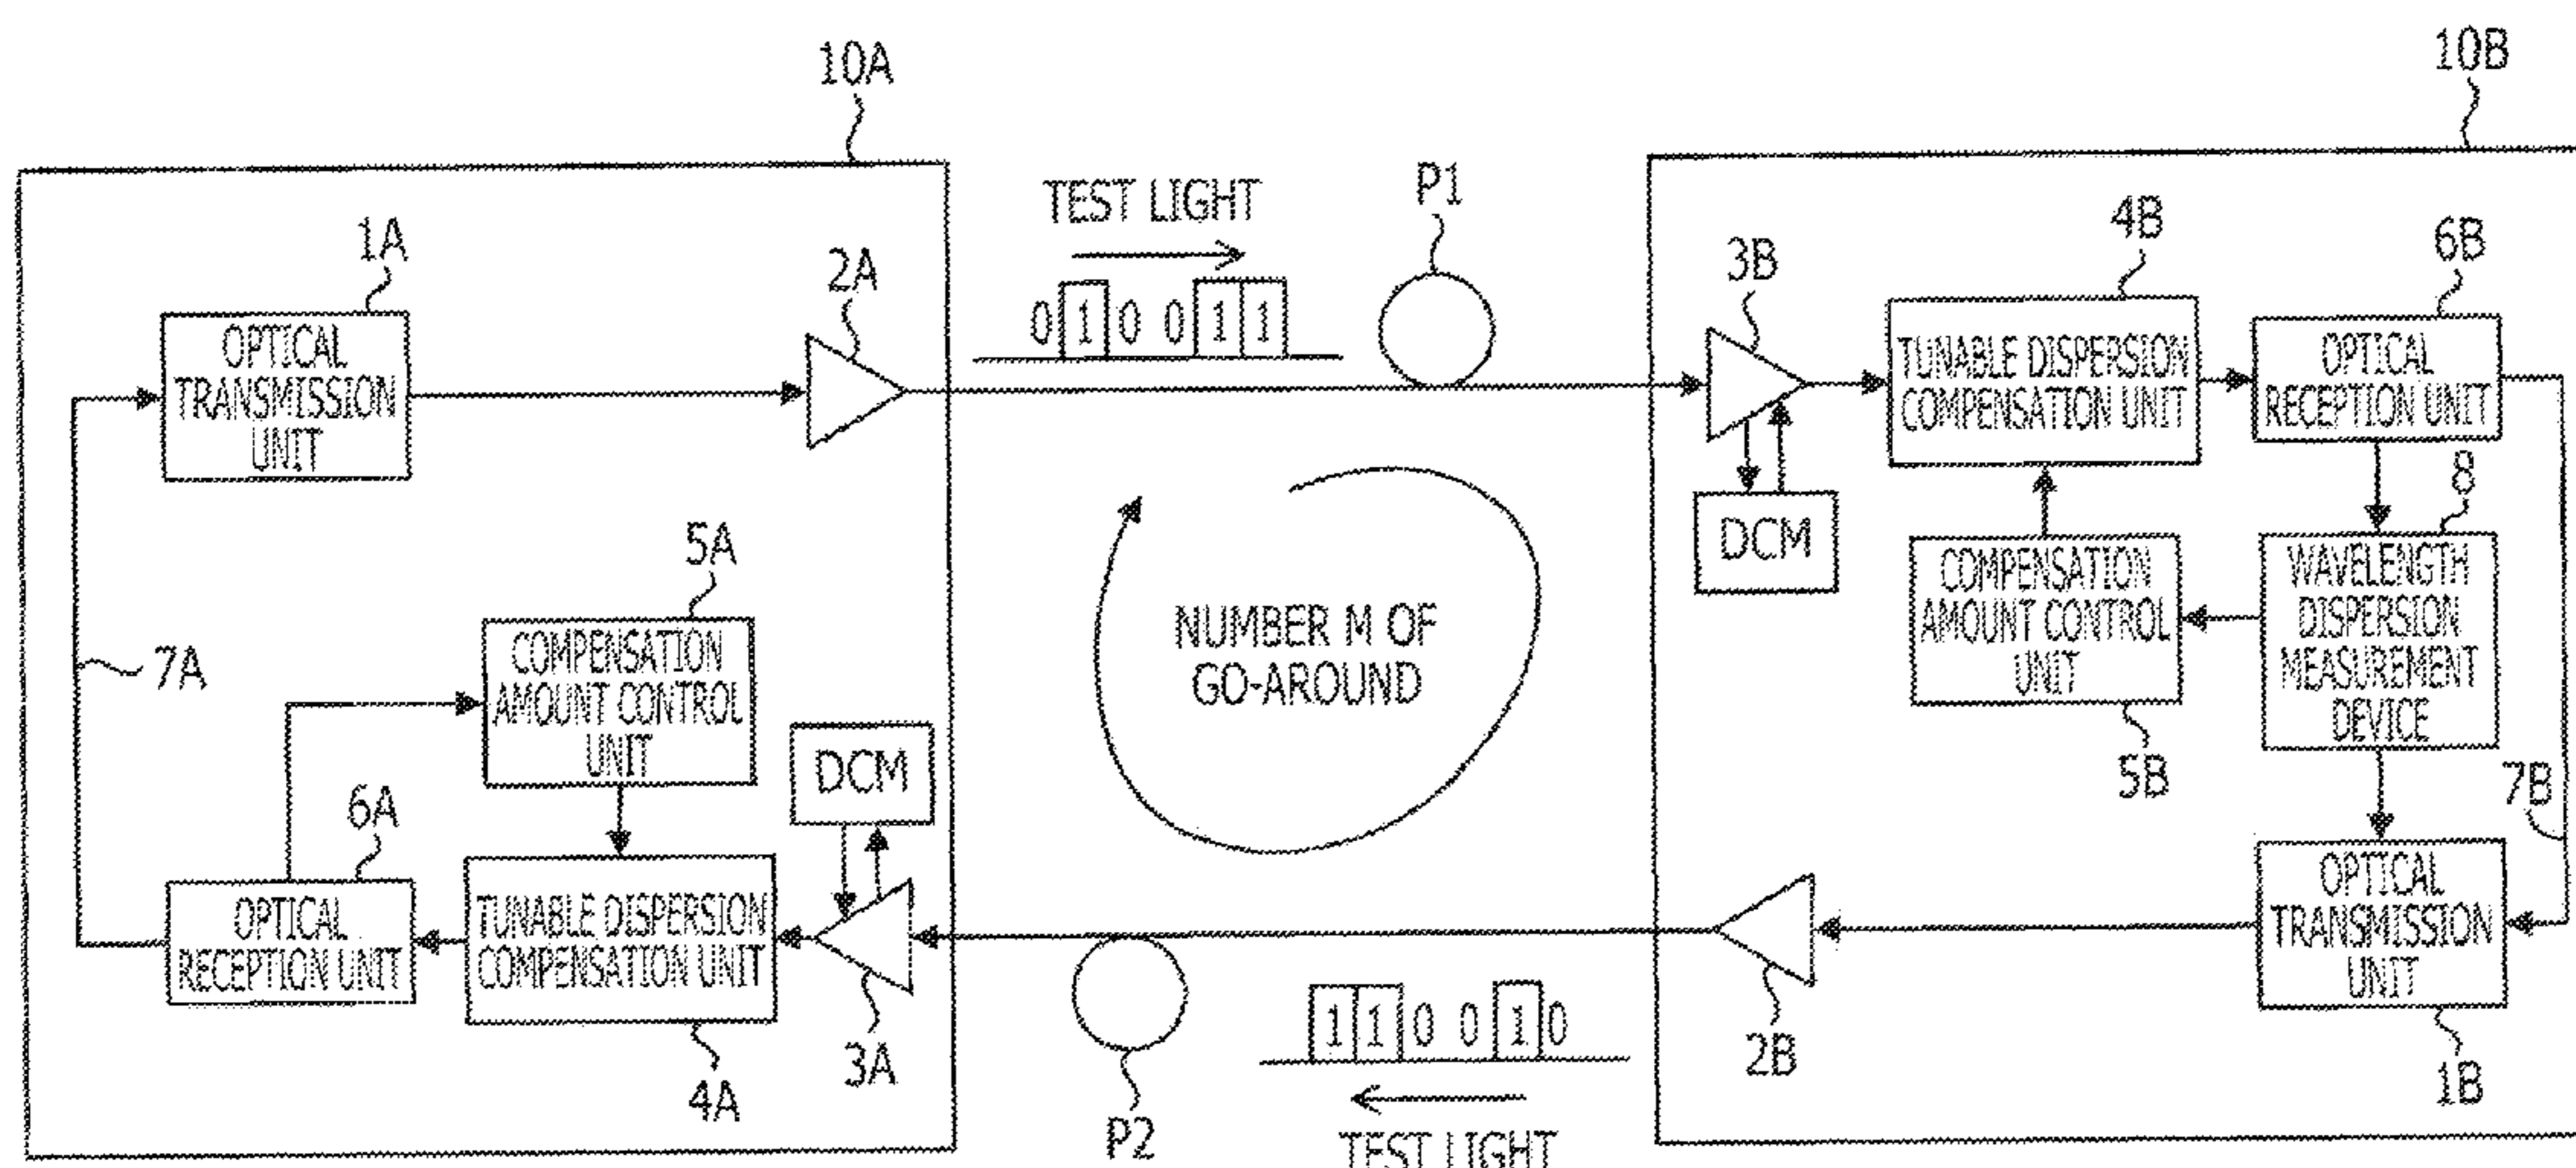 10A
10B
TEST LIGHT
P1
1A
2A
3B
4B
6B
0 1 0 0 1 1
OPTICAL
TRANSMISSION
UNIT
TUNABLE DISPERSION
COMPENSATION UNIT
OPTICAL
RECEPTION UNIT
8
DCM
5A
COMPENSATION
AMOUNT CONTROL
UNIT
WAVELENGTH
DISPERSION
MEASUREMENT
DEVICE
NUMBER M OF
GO-AROUND
7A
COMPENSATION
AMOUNT CONTROL
UNIT
DCM
5B
7B
6A
OPTICAL
RECEPTION UNIT
TUNABLE DISPERSION
COMPENSATION UNIT
OPTICAL
TRANSMISSION
UNIT
1 1 0 0 1 0
4A
3A
P2
2B
1B
TEST LIGHT